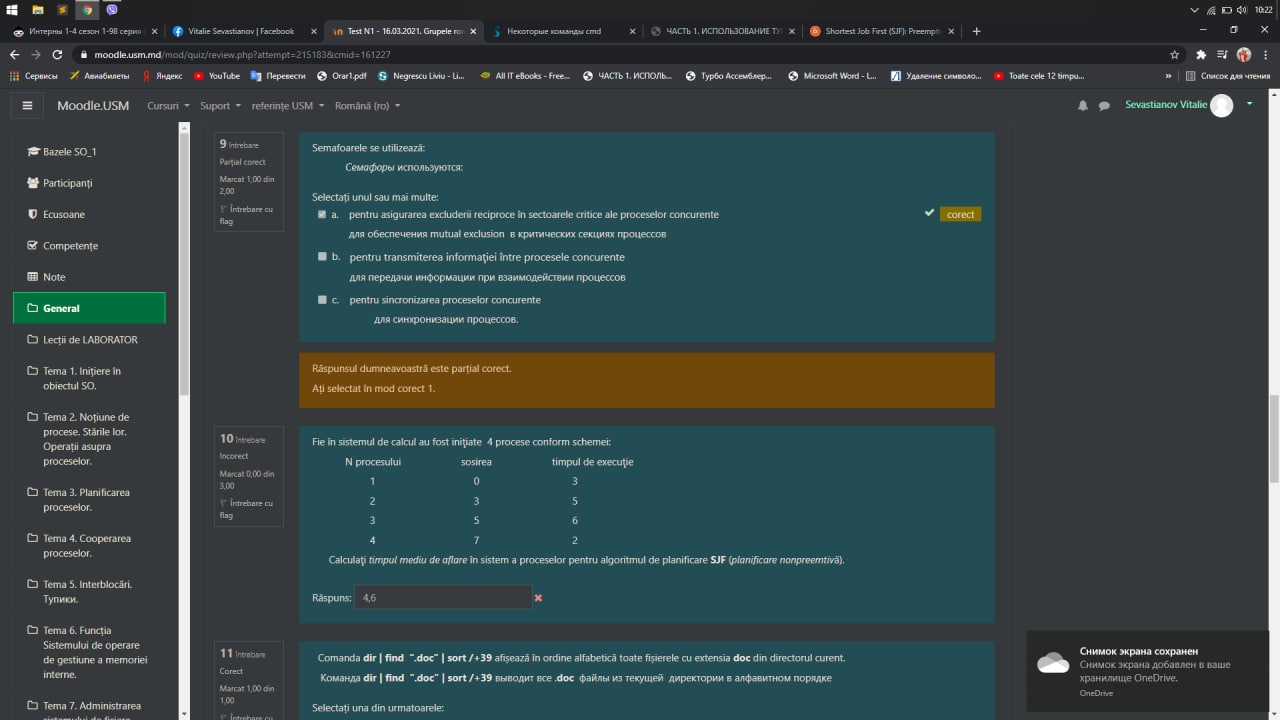 10:22
Интерны 1-4 сезон 1-98 серия
Vitalie Sevastianov | Facebook
Test N1 - 16.03.2021. Grupele ro
Некоторые команды cmd
ЧАСТЬ 1. ИСПОЛЬЗОВАНИЕ ТУ
Shortest Job First (SJF): Preempti
moodle.usm.md/mod/quiz/review.php?attempt=215183&cmid=161227
Сервисы
Авиабилеты
Яндекс
YouTube
Перевести
Örar1.pdf
Negrescu Liviu - Li...
All IT eBooks - Free...
ЧАСТЬ 1. ИСПОЛЬ...
Турбо Ассемблер...
Microsoft Word - L...
Удаление символо...
Toate cele 12 timpu...
»
Список для чтения
Moodle.USM
Cursuri
Suport
referințe USM
Română (ro)
Sevastianov Vitalie
Bazele SO_1
Participanți
Ecusoane
Competențe
Note
General
Lecții de LABORATOR
Tema 1. Inițiere în
obiectul SO.
Tema 2. Noțiune de
procese. Stările lor.
Operații asupra
proceselor.
Tema 3. Planificarea
proceselor.
Tema 4. Cooperarea
proceselor.
Tema 5. Interblocări.
Тупики.
Tema 6. Funcția
Sistemului de operare
de gestiune a memoriei
interne.
Tema 7. Administrarea
9 Întrebare
Parțial corect
Marcat 1,00 din
2,00
Întrebare cu
flag
Semafoarele se utilizează:
Семафоры используются:
Selectați unul sau mai multe:
a. pentru asigurarea excluderii reciproce în sectoarele critice ale proceselor concurente
corect
для обеспечения mutual exclusion в критических секциях процессов
b. pentru transmiterea informației între procesele concurente
для передачи информации при взаимодействии процессов
c. pentru sincronizarea proceselor concurente
для синхронизации процессов.
Răspunsul dumneavoastră este parțial corect.
Ați selectat în mod corect 1.
10 Întrebare
Incorect
Marcat 0,00 din
3,00
Întrebare cu
flag
Fie în sistemul de calcul au fost inițiate 4 procese conform schemei:
N procesului sosirea timpul de execuție
1 0 3
2 3 5
3 5 6
4 7 2
Calculați timpul mediu de aflare în sistem a proceselor pentru algoritmul de planificare SJF (planificare nonpreemtivă).
Răspuns: 4,6
11 Întrebare
Corect
Marcat 1,00 din
1,00
Întrebare cu
Comanda dir | find “.doc” | sort /+39 afișează în ordine alfabetică toate fișierele cu extensia doc din directorul curent.
Команда dir | find “.doc” | sort /+39 выводит все .doc файлы из текущей директории в алфавитном порядке
Selectați una din urmatoarele:
Снимок экрана сохранен
Снимок экрана добавлен в ваше
хранилище OneDrive.
OneDrive